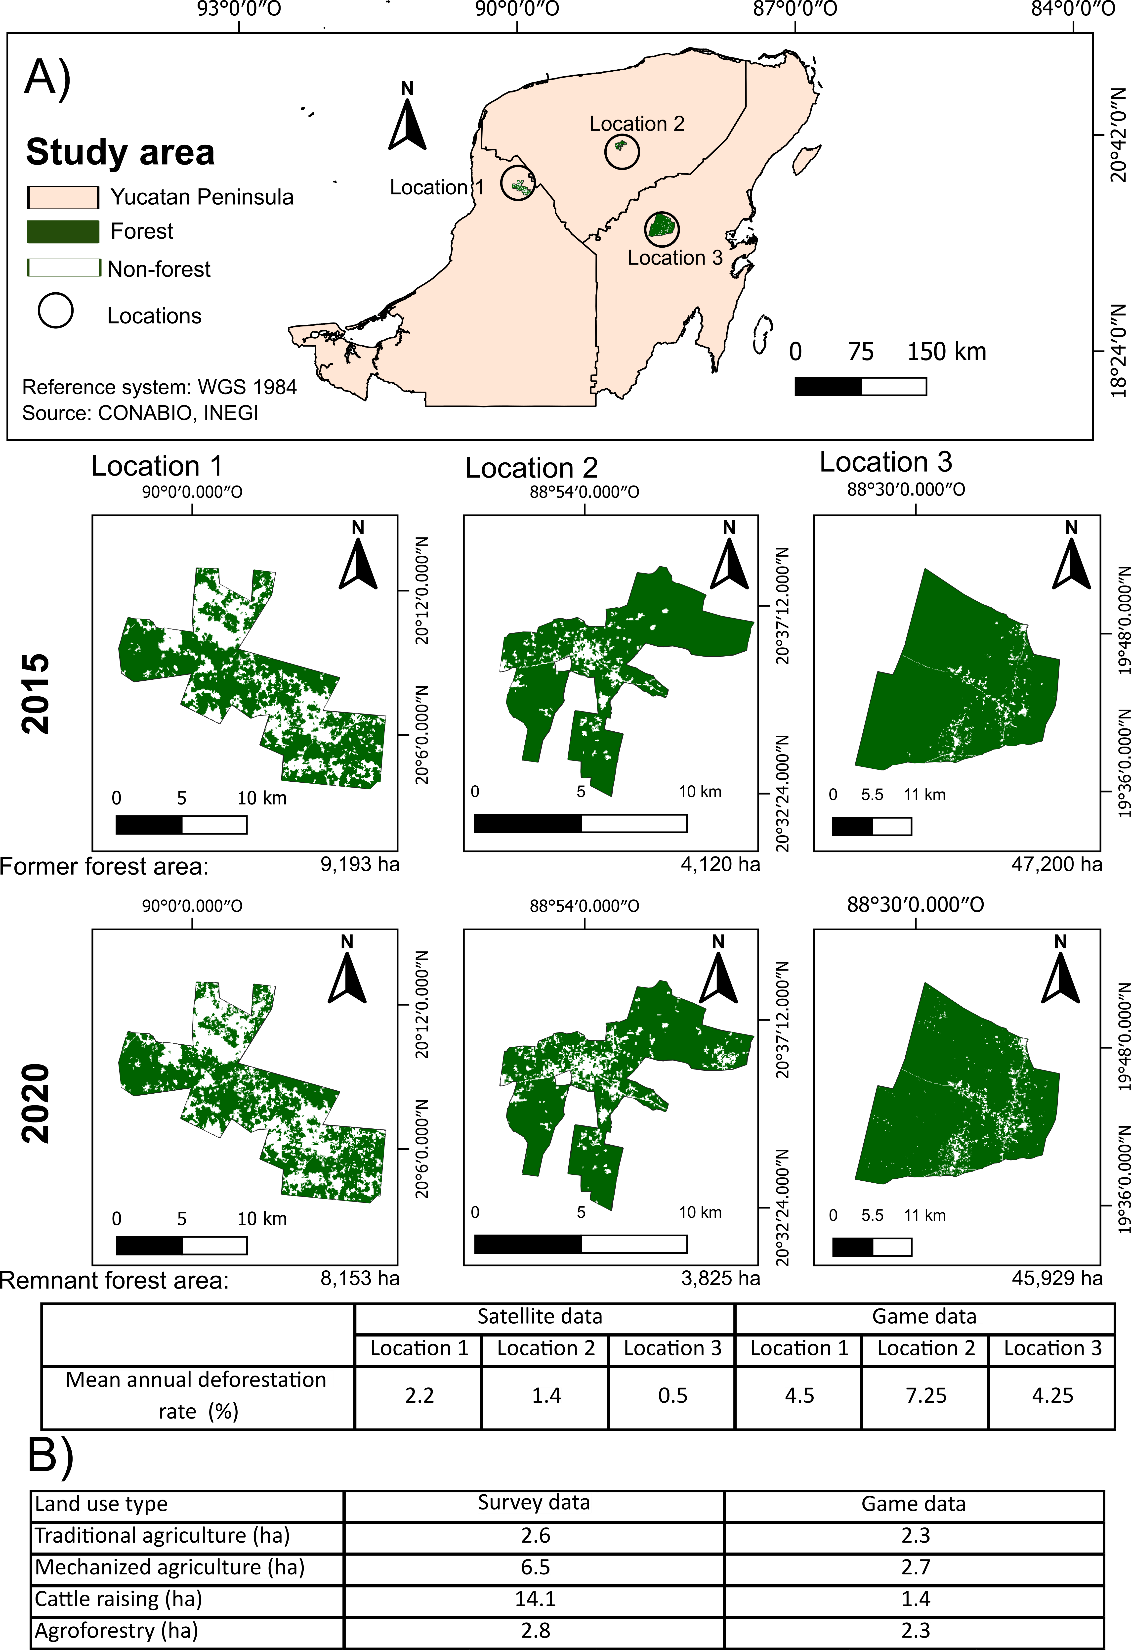 93°0′0″O 90°0′0″O 87°0′0″O 84°0′0″O
A)
N
Location 2
20°42′0″N
Study area
Location 1
Yucatan Peninsula
Forest
Location 3
Non-forest
Locations
18°24′0″N
0 75 150 km
Reference system: WGS 1984
Source: CONABIO, INEGI
Location 1 Location 2 Location 3
90°0′0.000″O 88°54′0.000″O 88°30′0.000″O
2015
N
20°12′0.000″N
20°6′0.000″N
0 5 10 km
N
20°37′12.000″N
20°32′24.000″N
0 5 10 km
N
19°48′0.000″N
19°36′0.000″N
0 5.5 11 km
Former forest area: 9,193 ha 4,120 ha 47,200 ha
90°0′0.000″O 88°54′0.000″O 88°30′0.000″O
2020
N
20°12′0.000″N
20°6′0.000″N
0 5 10 km
N
20°37′12.000″N
20°32′24.000″N
0 5 10 km
N
19°48′0.000″N
19°36′0.000″N
0 5.5 11 km
Remnant forest area: 8,153 ha 3,825 ha 45,929 ha
Satellite data Game data
Location 1 Location 2 Location 3 Location 1 Location 2 Location 3
Mean annual deforestation
rate (%) 2.2 1.4 0.5 4.5 7.25 4.25
B)
Land use type Survey data Game data
Traditional agriculture (ha) 2.6 2.3
Mechanized agriculture (ha) 6.5 2.7
Cattle raising (ha) 14.1 1.4
Agroforestry (ha) 2.8 2.3